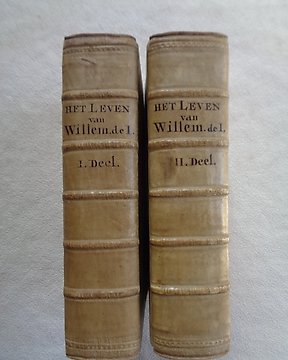 HET LEVEN
van
Willem.de I.
I. Deel.
HET LEVEN
van
Willem.de I.
II. Deel.